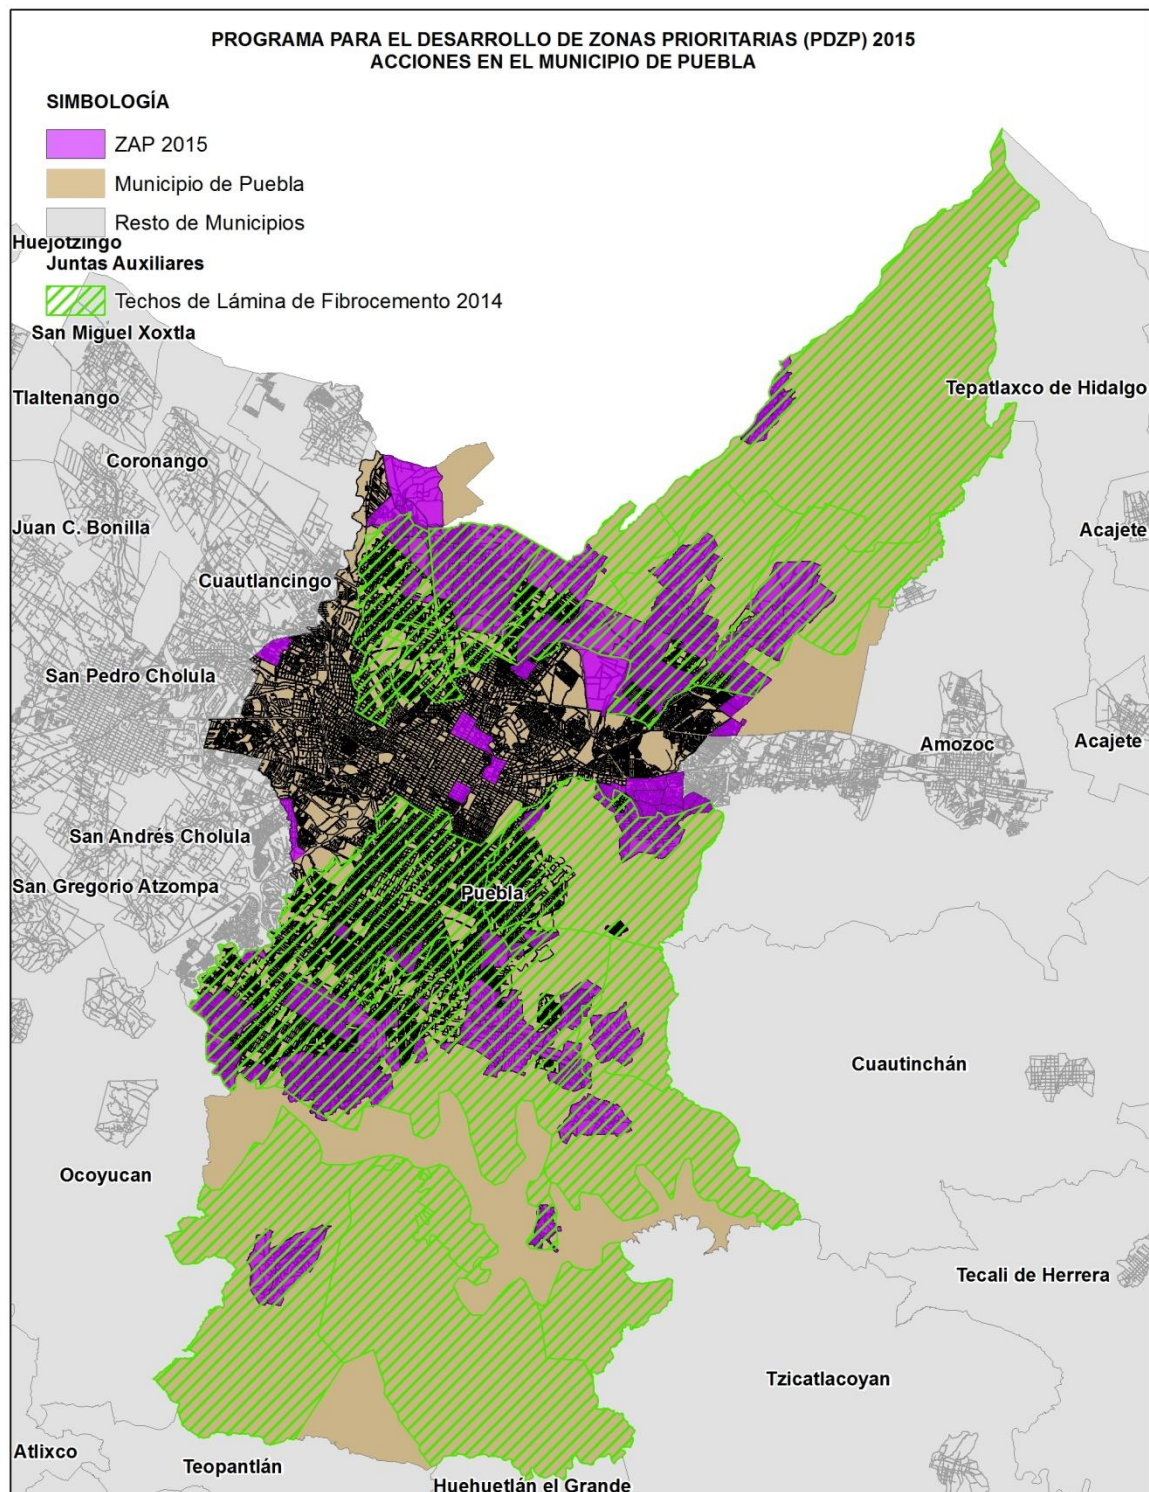 PROGRAMA PARA EL DESARROLLO DE ZONAS PRIORITARIAS (PDZP) 2015
ACCIONES EN EL MUNICIPIO DE PUEBLA
SIMBOLOGÍA
ZAP 2015
Municipio de Puebla
Resto de Municipios
Huejotzingo
Juntas Auxiliares
Techos de Lámina de Fibrocemento 2014
San Miguel Xoxtla
Tlaltenango
Tepatlaxco de Hidalgo
Coronango
Juan C. Bonilla
Acajete
Cuautlancingo
San Pedro Cholula
Amozoc
Acajete
San Andrés Cholula
San Gregorio Atzompa
Puebla
Cuautinchán
Ocoyucan
Tecali de Herrera
Tzicatlacoyan
Atlixco
Teopantlán
Huehuetlán el Grande